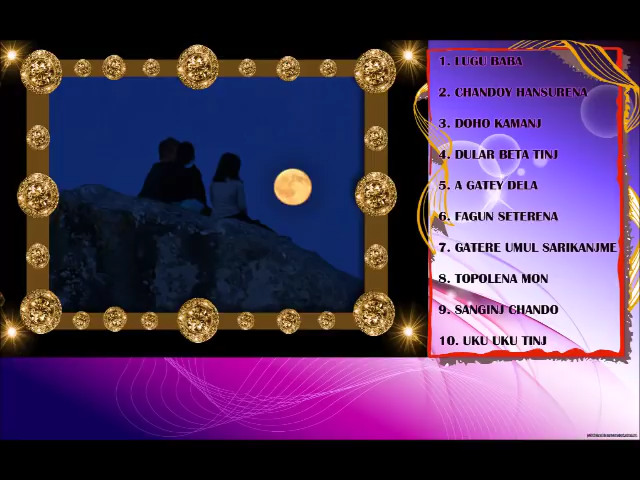 1. LUGU BABA
2. CHANDOY HANSURENA
3. DOHO KAMANJ
4. DULAR BETA TINJ
5. A GATEY DELA
6. FAGUN SETERENA
7. GATERE UMUL SARIKANJME
8. TOPOLENA MON
9. SANGINJ CHANDO
10. UKU UKU TINJ